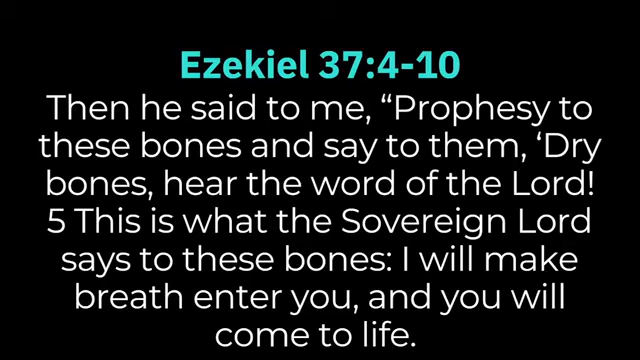 Ezekiel 37:4-10
Then he said to me, “Prophesy to
these bones and say to them, ‘Dry
bones, hear the word of the Lord!
5 This is what the Sovereign Lord
says to these bones: I will make
breath enter you, and you will
come to life.